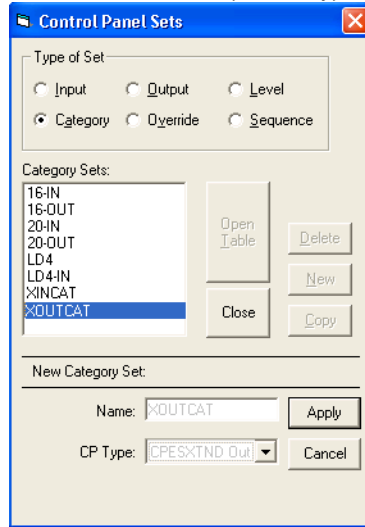 Control Panel Sets
Type of Set
Input Output Level
Category Override Sequence
Category Sets:
16-IN
16-OUT
20-IN
20-OUT
LD4
LD4-IN
XINCAT
XOUTCAT
Open Table
Close
Delete
New
Copy
New Category Set:
Name: XOUTCAT Apply
CP Type: CPESXTND Out Cancel